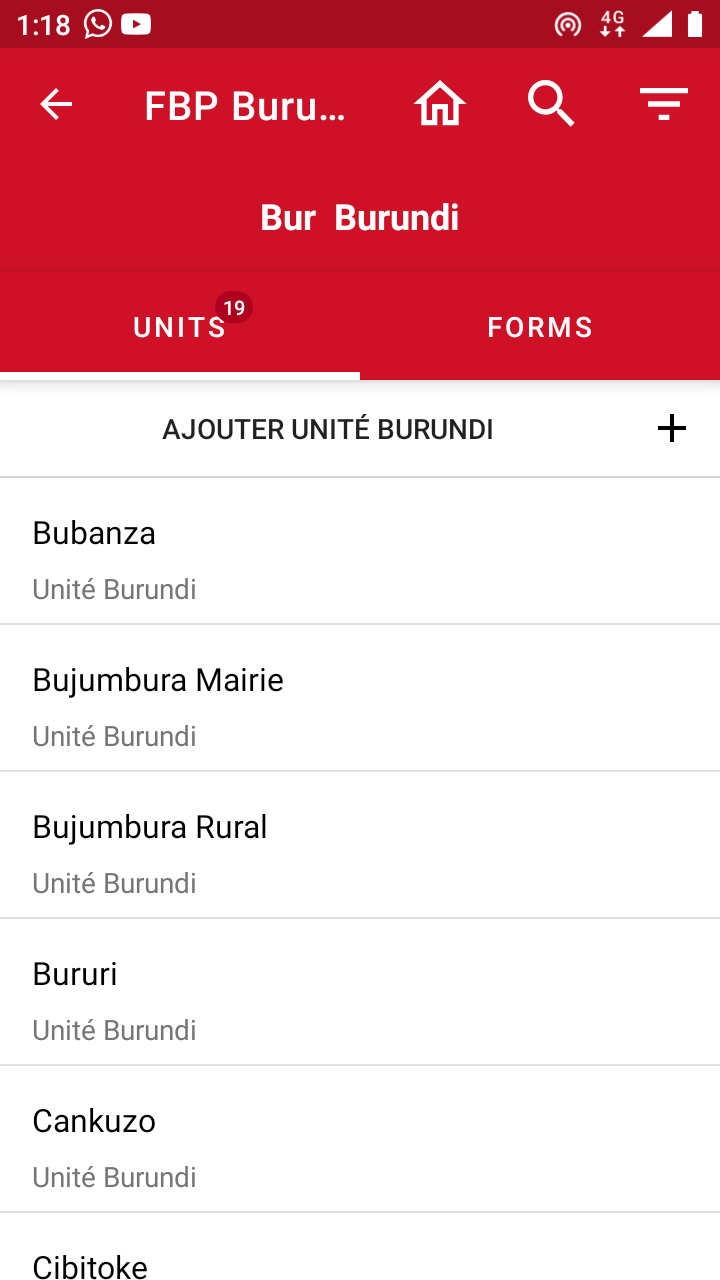 1:18 4G
FBP Buru...
Bur Burundi
UNITS 19 FORMS
AJOUTER UNITÉ BURUNDI
Bubanza
Unité Burundi
Bujumbura Mairie
Unité Burundi
Bujumbura Rural
Unité Burundi
Bururi
Unité Burundi
Cankuzo
Unité Burundi
Cibitoke